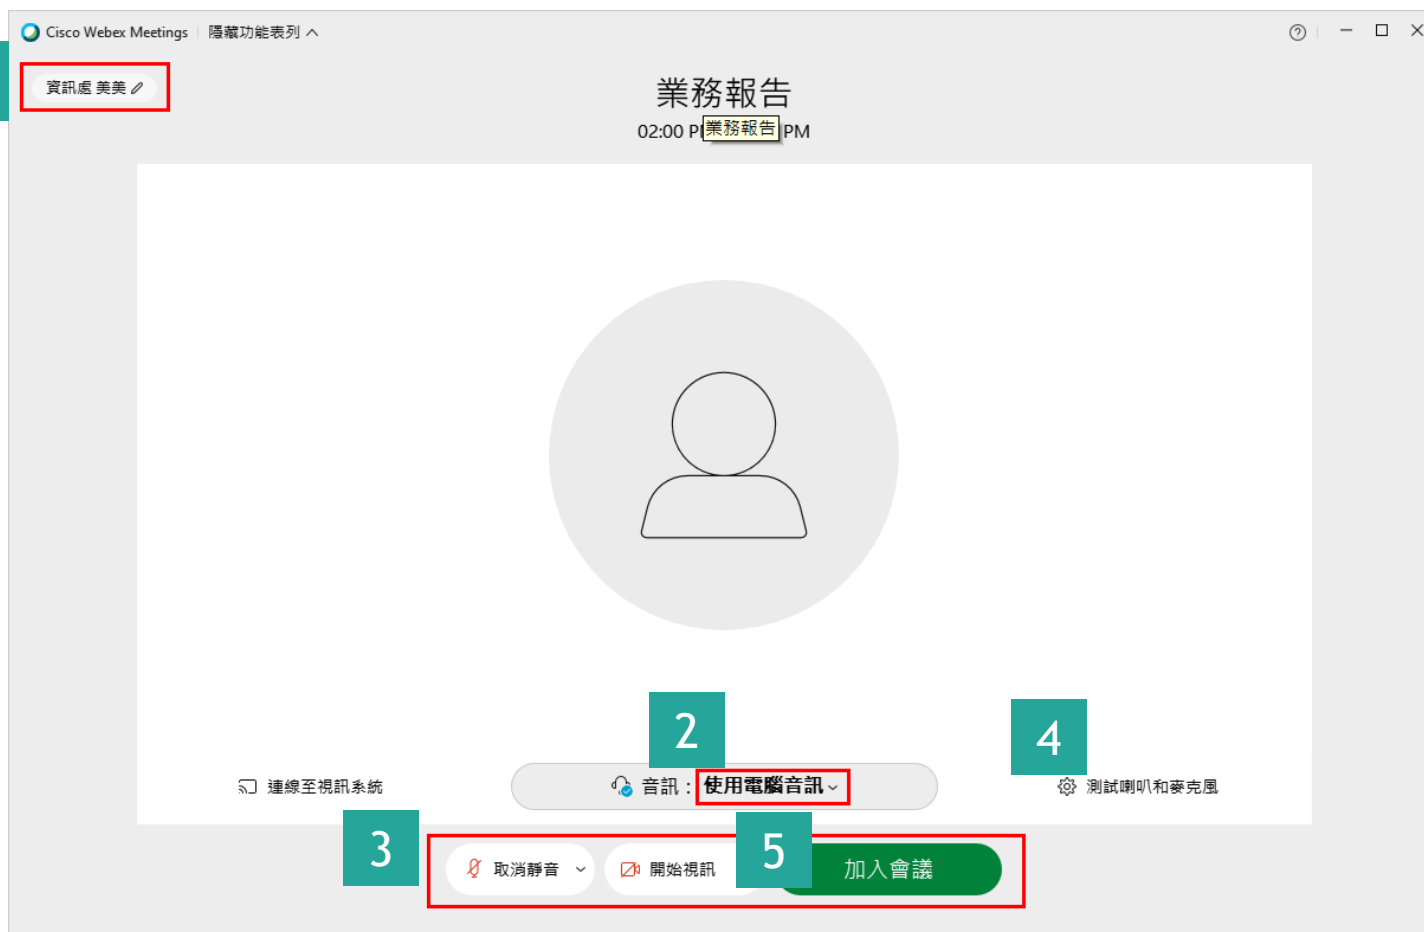 Cisco Webex Meetings 隱藏功能表列
資訊處 美美
業務報告
02:00 P 業務報告 PM
2
4
連線至視訊系統
音訊：使用電腦音訊
測試喇叭和麥克風
3
取消靜音
開始視訊
5
加入會議